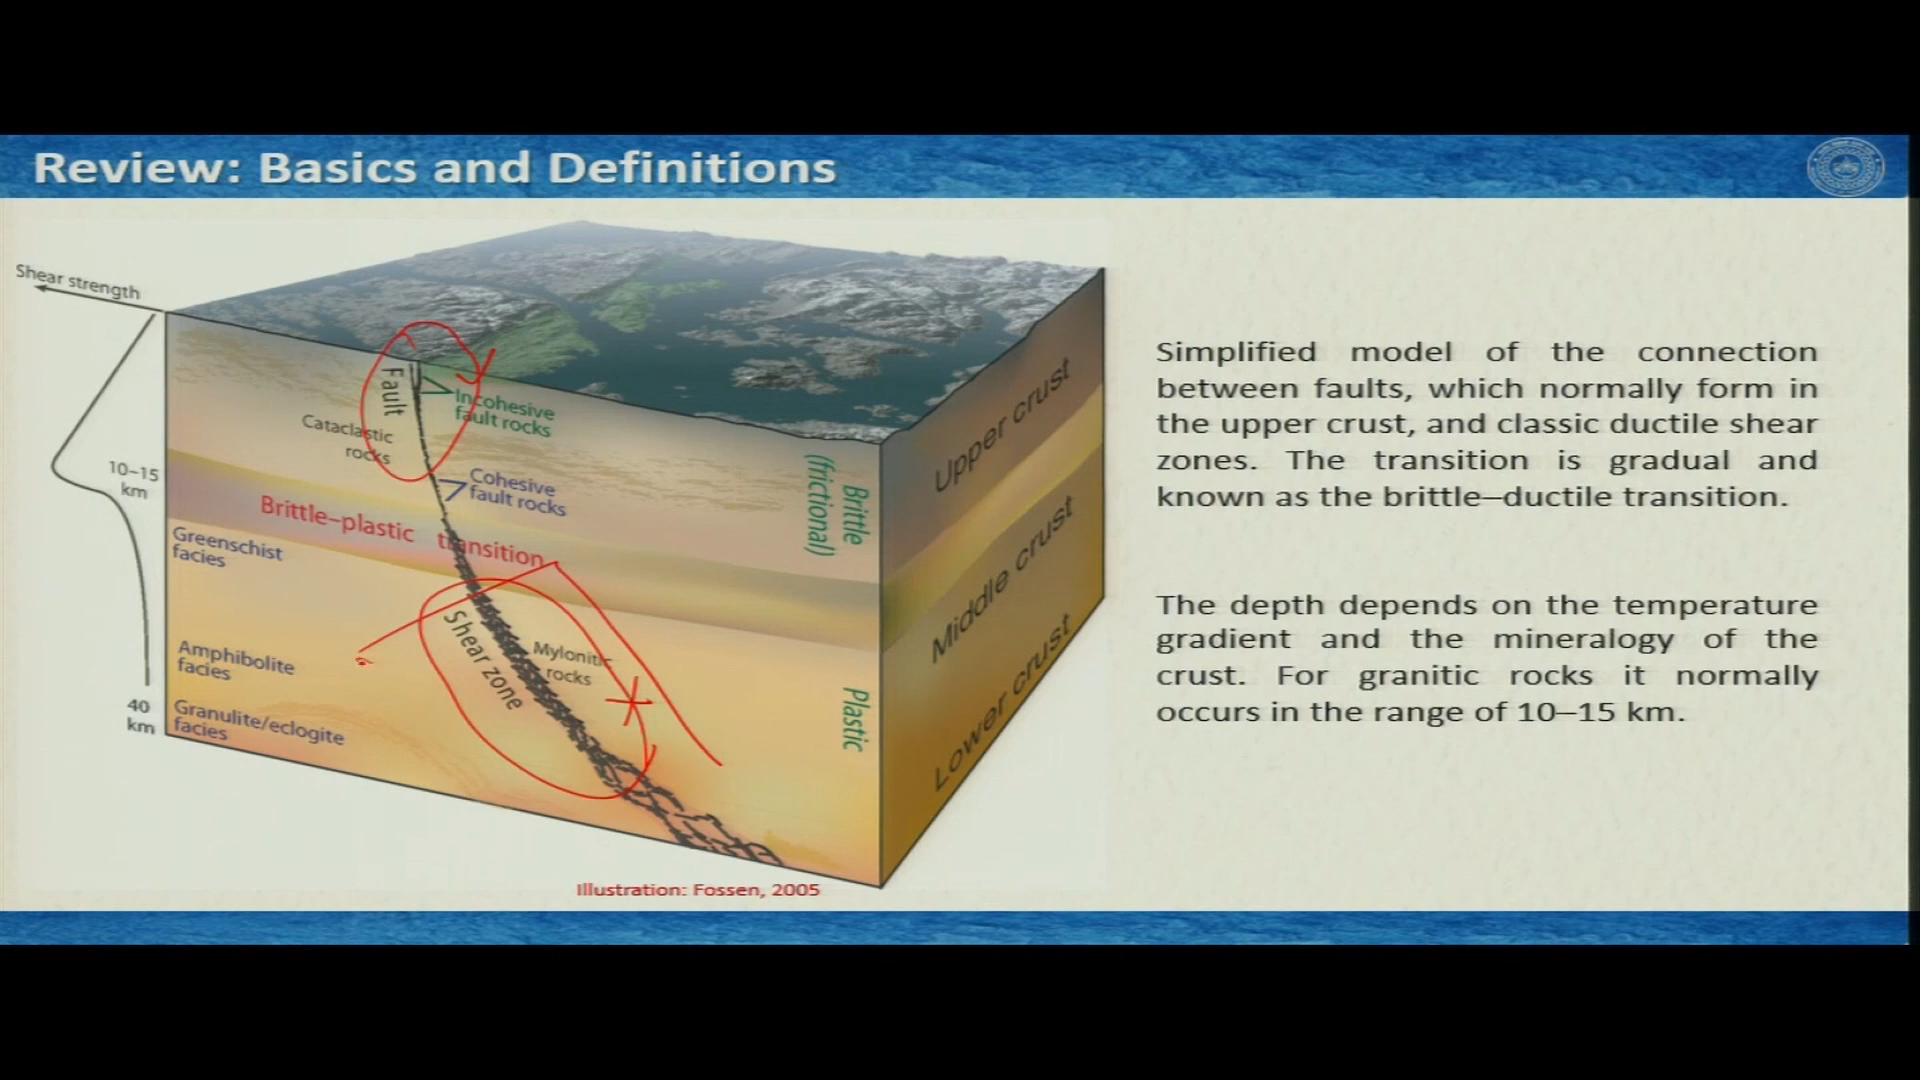 Review: Basics and Definitions
Shear strength
Fault
Incohesive
fault rocks
Cataclastic
rocks
10–15
km
Cohesive
fault rocks
Brittle–plastic transition
Greenschist
facies
Shear zone
Mylonitic
rocks
Amphibolite
facies
40
km
Granulite/eclogite
facies
Brittle
(frictional)
Plastic
Upper crust
Middle crust
Lower crust
Illustration: Fossen, 2005
Simplified model of the connection
between faults, which normally form in
the upper crust, and classic ductile shear
zones. The transition is gradual and
known as the brittle–ductile transition.
The depth depends on the temperature
gradient and the mineralogy of the
crust. For granitic rocks it normally
occurs in the range of 10–15 km.